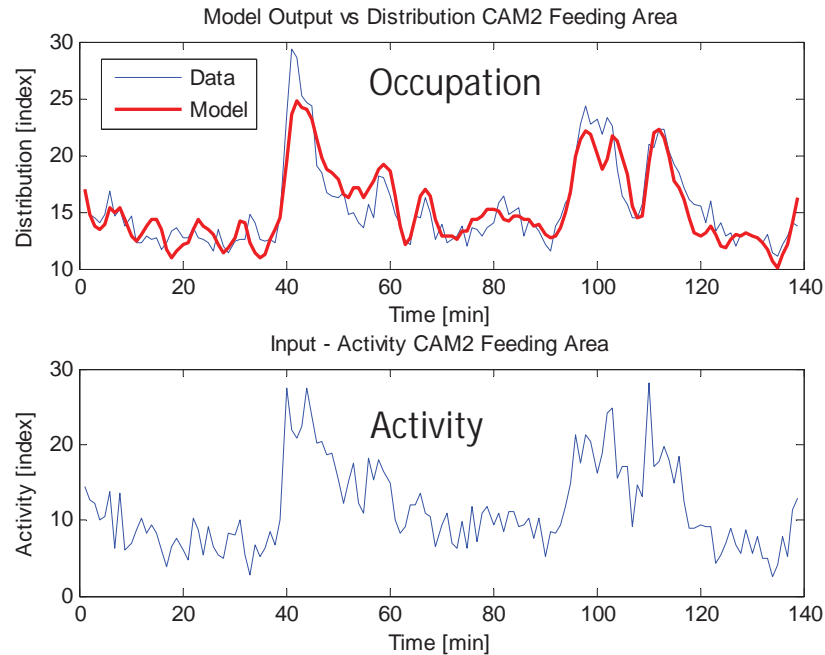 Model Output vs Distribution CAM2 Feeding Area
30
25
20
15
10
Distribution [index]
Data
Model
Occupation
0 20 40 60 80 100 120 140
Time [min]
Input - Activity CAM2 Feeding Area
30
20
10
0
Activity [index]
Activity
0 20 40 60 80 100 120 140
Time [min]